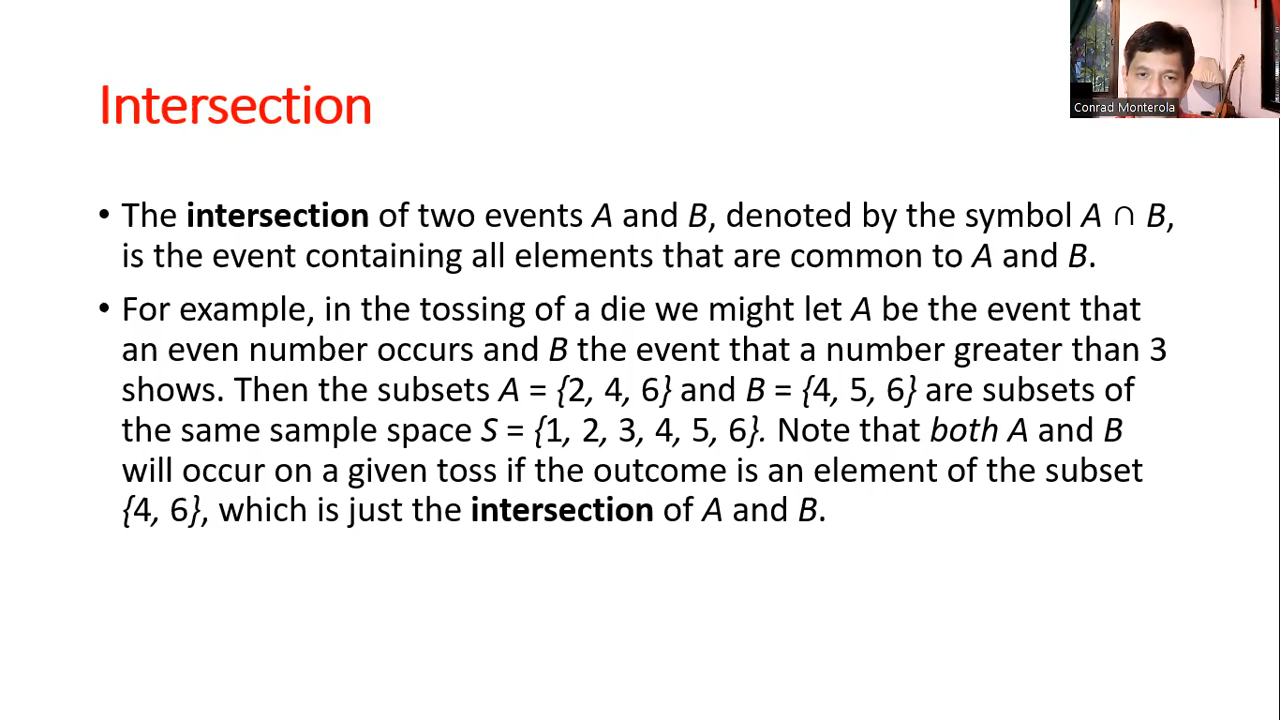 Intersection
Conrad Monterola
• The intersection of two events A and B, denoted by the symbol A ∩ B,
is the event containing all elements that are common to A and B.
• For example, in the tossing of a die we might let A be the event that
an even number occurs and B the event that a number greater than 3
shows. Then the subsets A = {2, 4, 6} and B = {4, 5, 6} are subsets of
the same sample space S = {1, 2, 3, 4, 5, 6}. Note that both A and B
will occur on a given toss if the outcome is an element of the subset
{4, 6}, which is just the intersection of A and B.